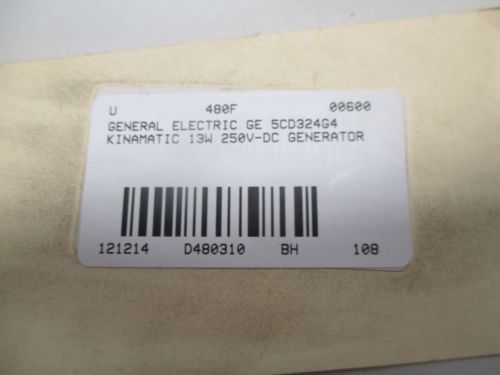 U 480F 00600
GENERAL ELECTRIC GE 5CD324G4
KINAMATIC 13W 250V-DC GENERATOR
121214 D480310 BH 108